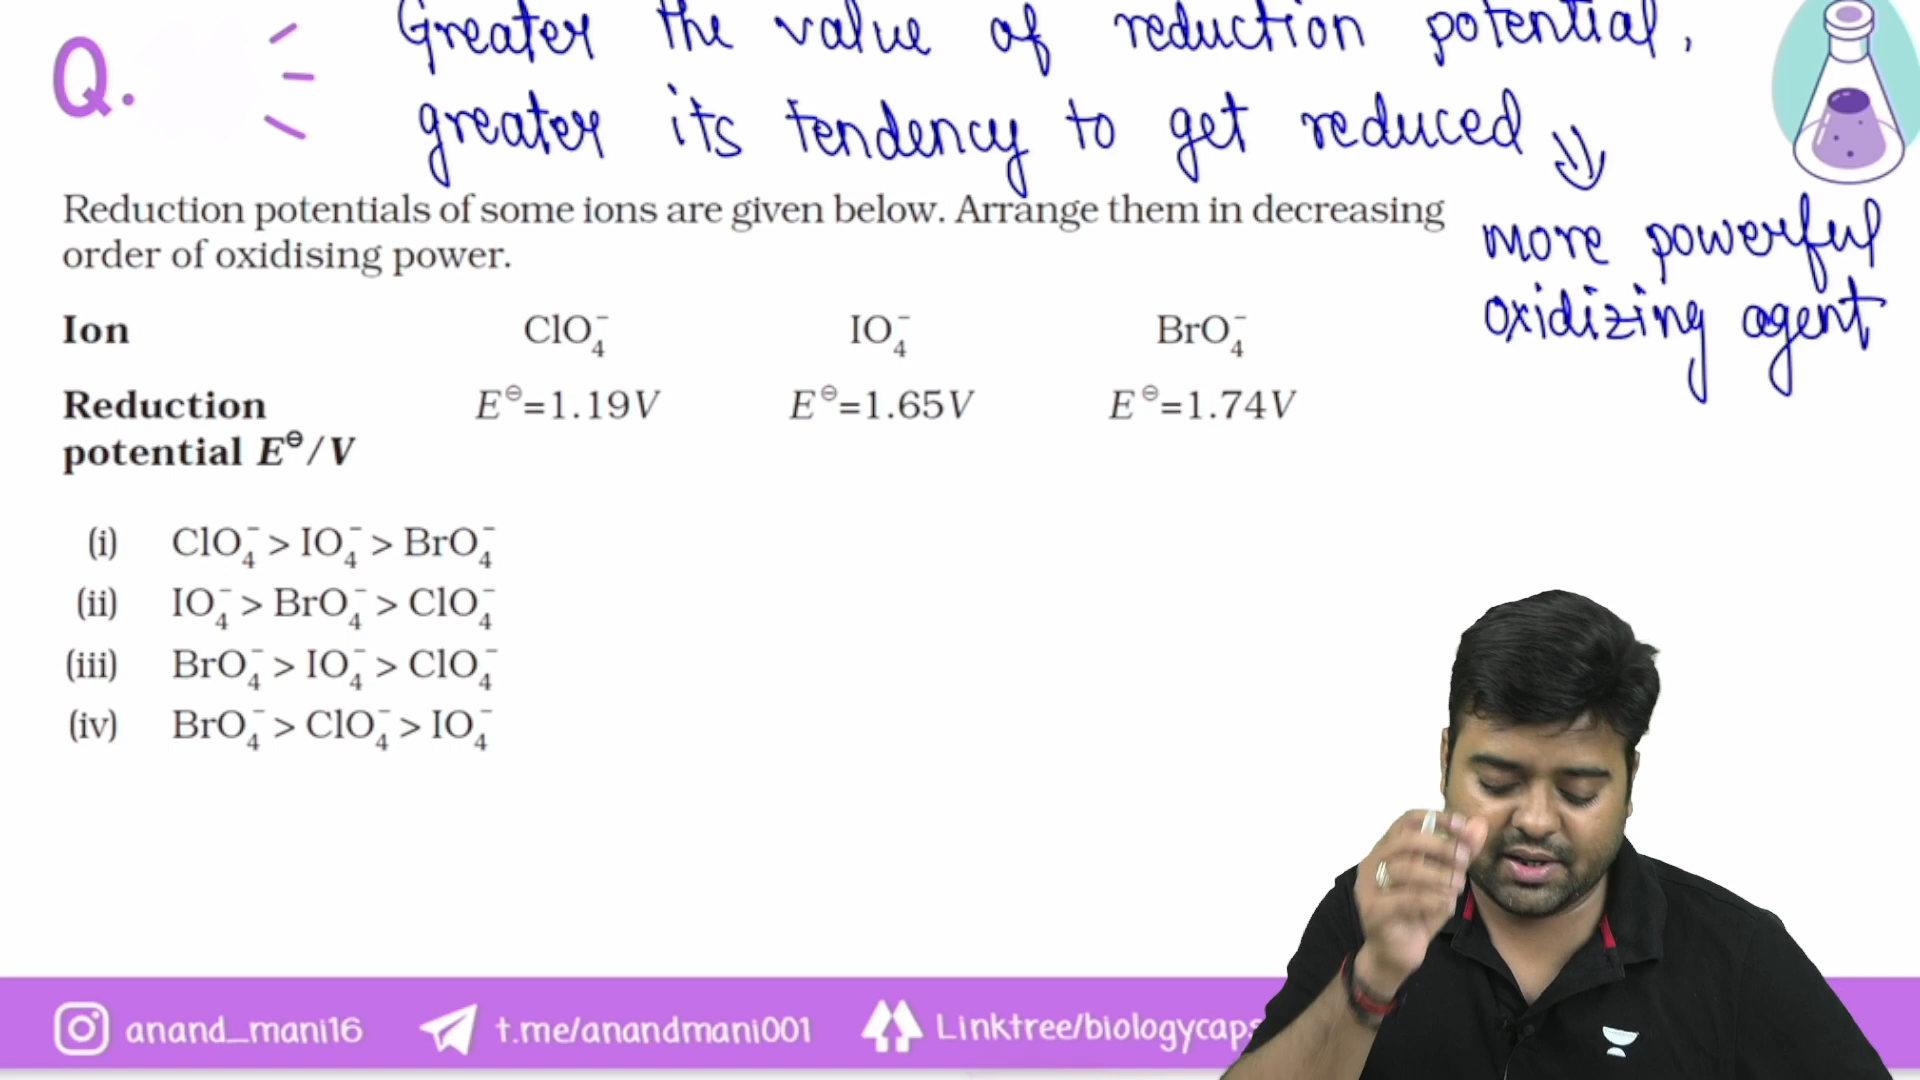 Greater the value of reduction potential,
Q.
greater its tendency to get reduced
⇓
more powerful
oxidizing agent
Reduction potentials of some ions are given below. Arrange them in decreasing
order of oxidising power.
Ion ClO₄⁻ IO₄⁻ BrO₄⁻
Reduction E⊖=1.19V E⊖=1.65V E⊖=1.74V
potential E⊖/V
(i) ClO₄⁻ > IO₄⁻ > BrO₄⁻
(ii) IO₄⁻ > BrO₄⁻ > ClO₄⁻
(iii) BrO₄⁻ > IO₄⁻ > ClO₄⁻
(iv) BrO₄⁻ > ClO₄⁻ > IO₄⁻
anand_mani16 t.me/anandmani001 Linktree/biologycaps